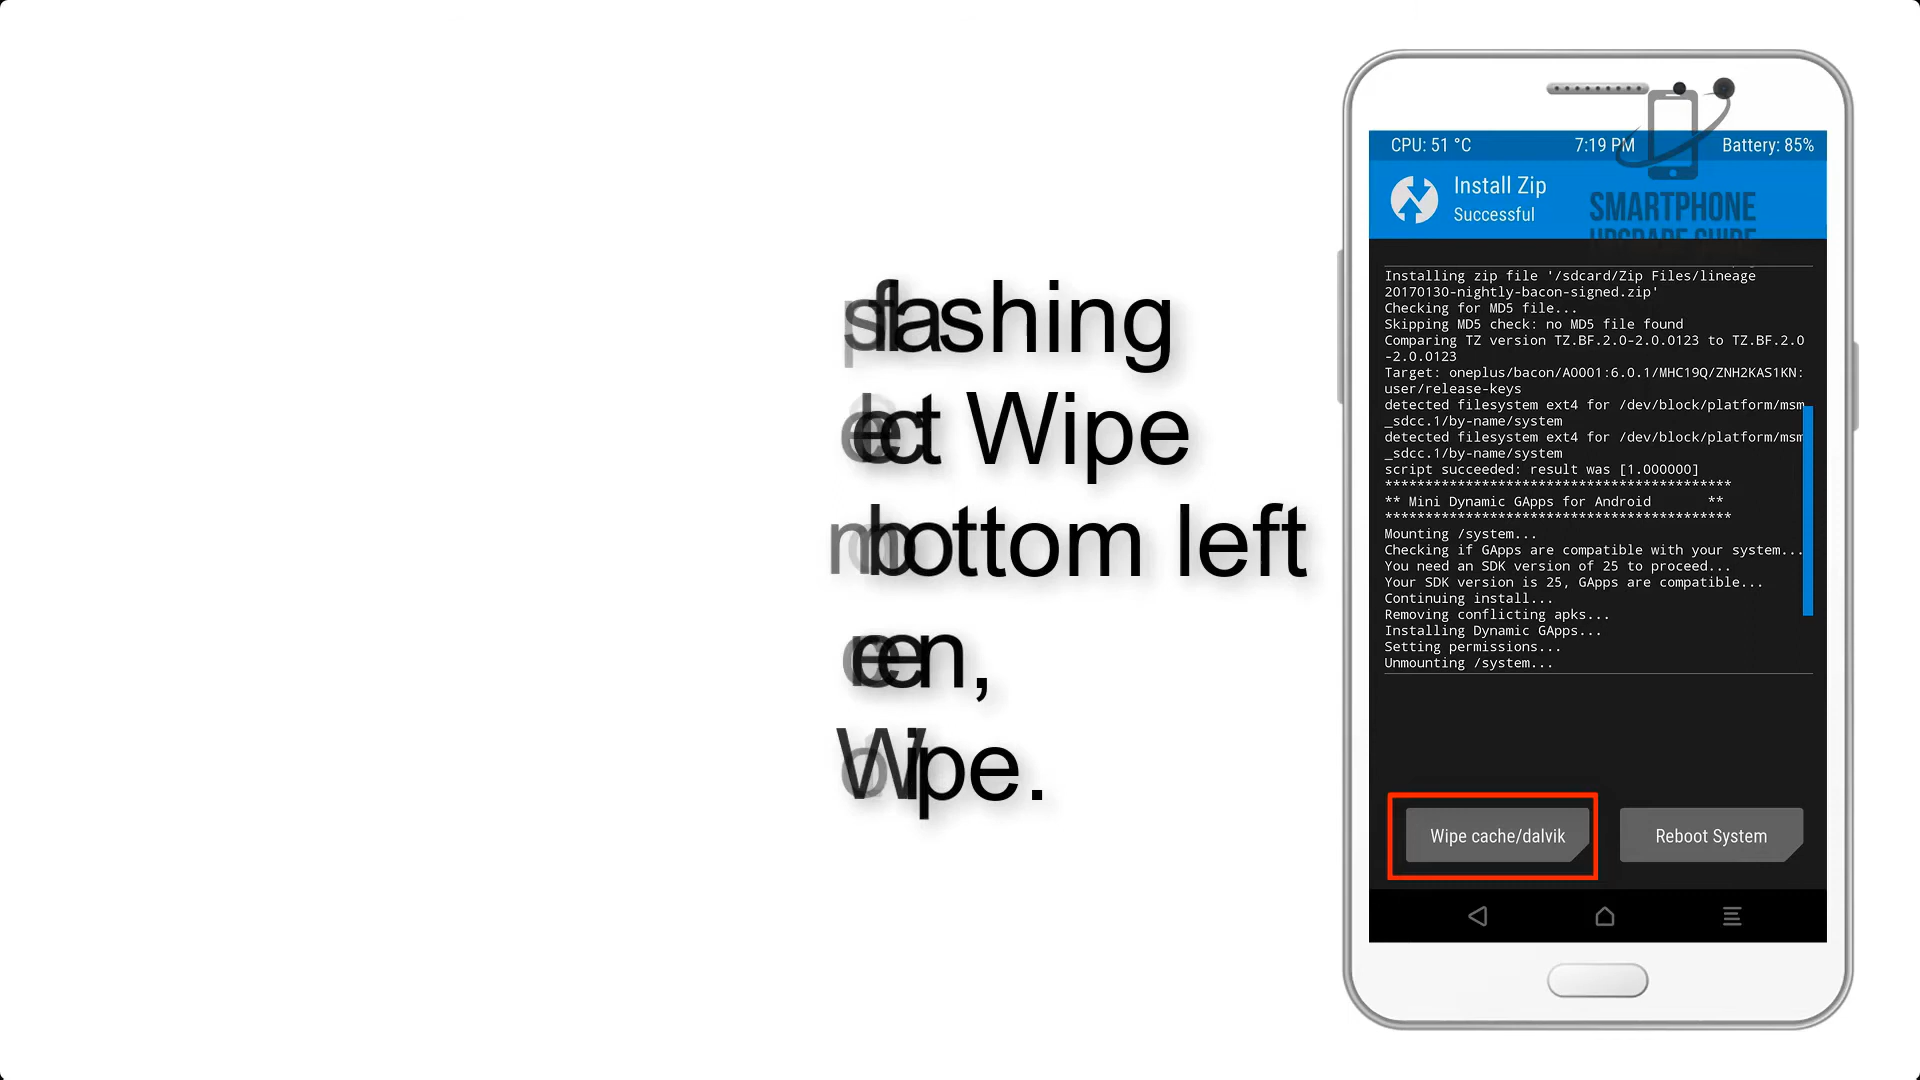 flashing
Wipe
bottom left
Wipe.
CPU: 51 °C 7:19 PM Battery: 85%
Install Zip
Successful
SMARTPHONE
UPGRADE GUIDE
Installing zip file '/sdcard/Zip Files/lineage
20170130-nightly-bacon-signed.zip'
Checking for MD5 file...
Skipping MD5 check: no MD5 file found
Comparing TZ version TZ.BF.2.0-2.0.0123 to TZ.BF.2.0
-2.0.0123
Target: oneplus/bacon/A0001:6.0.1/MHC19Q/ZNH2KAS1KN:
user/release-keys
detected filesystem ext4 for /dev/block/platform/msm
_sdcc.1/by-name/system
detected filesystem ext4 for /dev/block/platform/msm
_sdcc.1/by-name/system
script succeeded: result was [1.000000]
*******************************************
** Mini Dynamic GApps for Android **
*******************************************
Mounting /system...
Checking if GApps are compatible with your system...
You need an SDK version of 25 to proceed...
Your SDK version is 25, GApps are compatible...
Continuing install...
Removing conflicting apks...
Installing Dynamic GApps...
Setting permissions...
Unmounting /system...
Wipe cache/dalvik
Reboot System